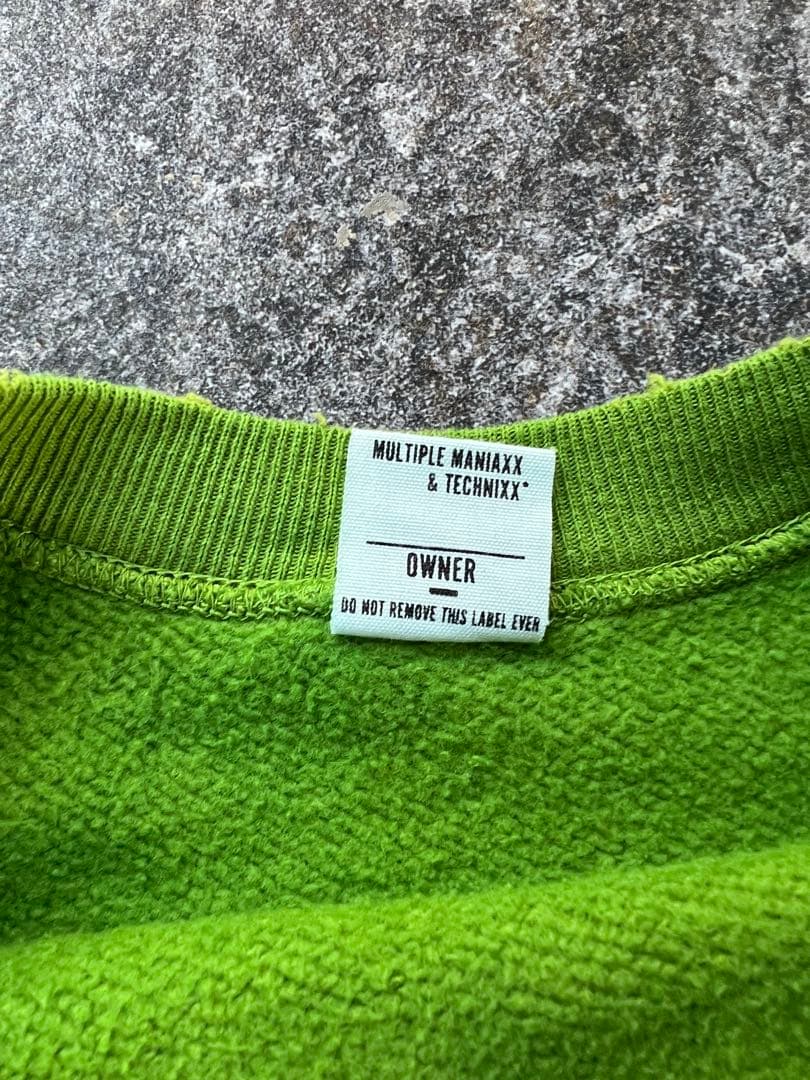 MULTIPLE MANIAXX
& TECHNIXX*
OWNER
DO NOT REMOVE THIS LABEL EVER